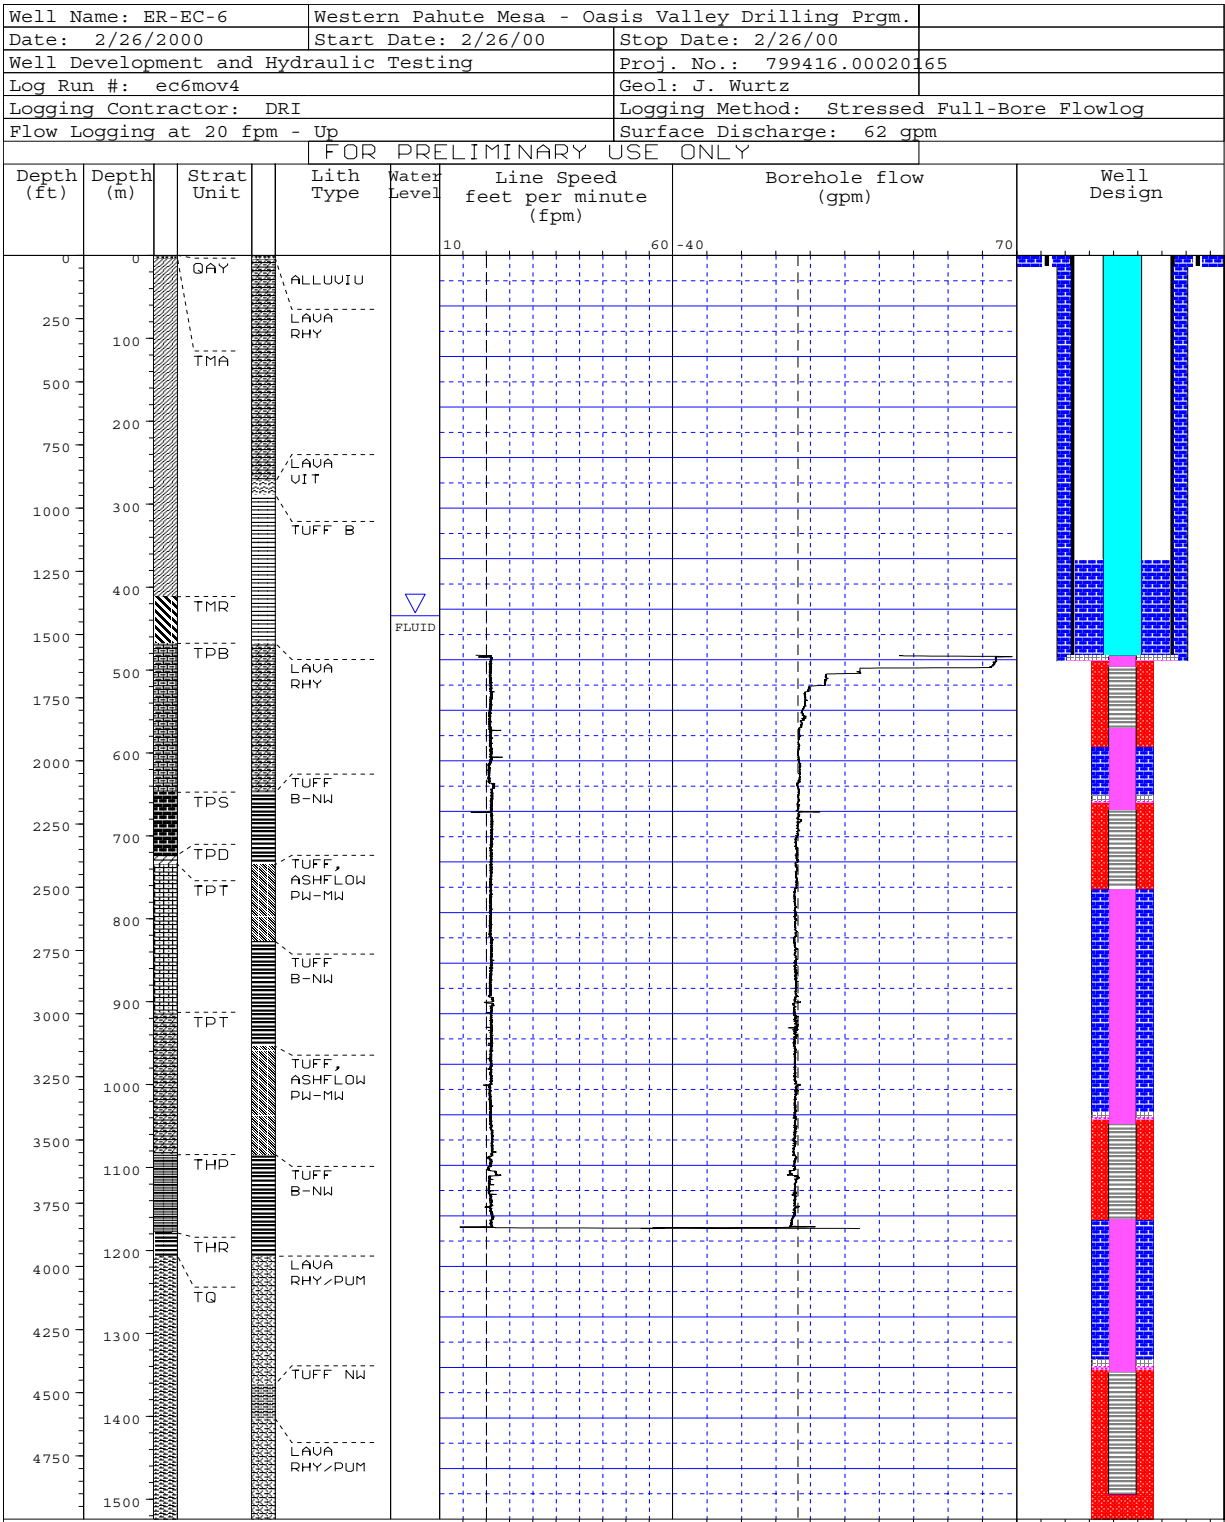 Well Name: ER-EC-6 Western Pahute Mesa - Oasis Valley Drilling Prgm.
Date: 2/26/2000 Start Date: 2/26/00 Stop Date: 2/26/00
Well Development and Hydraulic Testing Proj. No.: 799416.00020165
Log Run #: ec6mov4 Geol: J. Wurtz
Logging Contractor: DRI Logging Method: Stressed Full-Bore Flowlog
Flow Logging at 20 fpm - Up Surface Discharge: 62 gpm
FOR PRELIMINARY USE ONLY
Depth (ft)
Depth (m)
Strat Unit
Lith Type
Water Level
Line Speed
feet per minute
(fpm)
10 60
Borehole flow
(gpm)
-40 70
Well
Design
0
250
500
750
1000
1250
1500
1750
2000
2250
2500
2750
3000
3250
3500
3750
4000
4250
4500
4750
0
100
200
300
400
500
600
700
800
900
1000
1100
1200
1300
1400
1500
QAY
TMA
TMR
TPB
TPS
TPD
TPT
TPT
THP
THR
TQ
ALLUVIU
LAVA
RHY
LAVA
VIT
TUFF B
LAVA
RHY
TUFF
B-NW
TUFF,
ASHFLOW
PW-MW
TUFF
B-NW
TUFF,
ASHFLOW
PW-MW
TUFF
B-NW
LAVA
RHY/PUM
TUFF NW
LAVA
RHY/PUM
FLUID